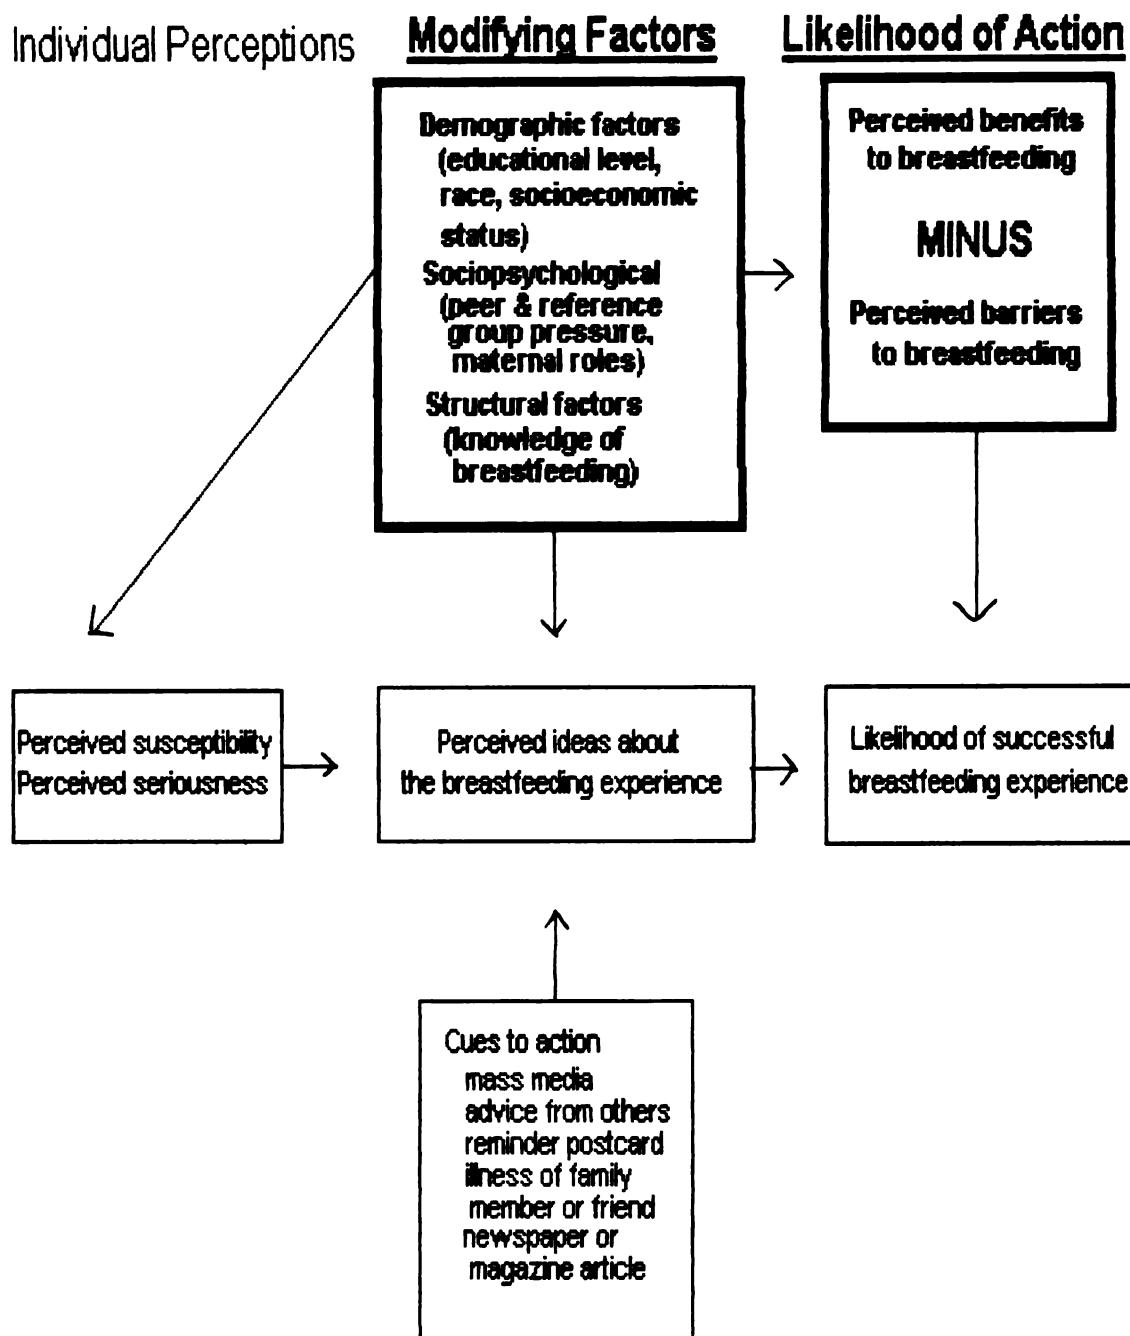 Individual Perceptions
Modifying Factors
Likelihood of Action
Demographic factors
(educational level,
race, socioeconomic
status)
Sociopsychological
(peer & reference
group pressure,
maternal roles)
Structural factors
(knowledge of
breastfeeding)
Perceived benefits
to breastfeeding
MINUS
Perceived barriers
to breastfeeding
Perceived susceptibility
Perceived seriousness
Perceived ideas about
the breastfeeding experience
Likelihood of successful
breastfeeding experience
Cues to action
mass media
advice from others
reminder postcard
illness of family
member or friend
newspaper or
magazine article